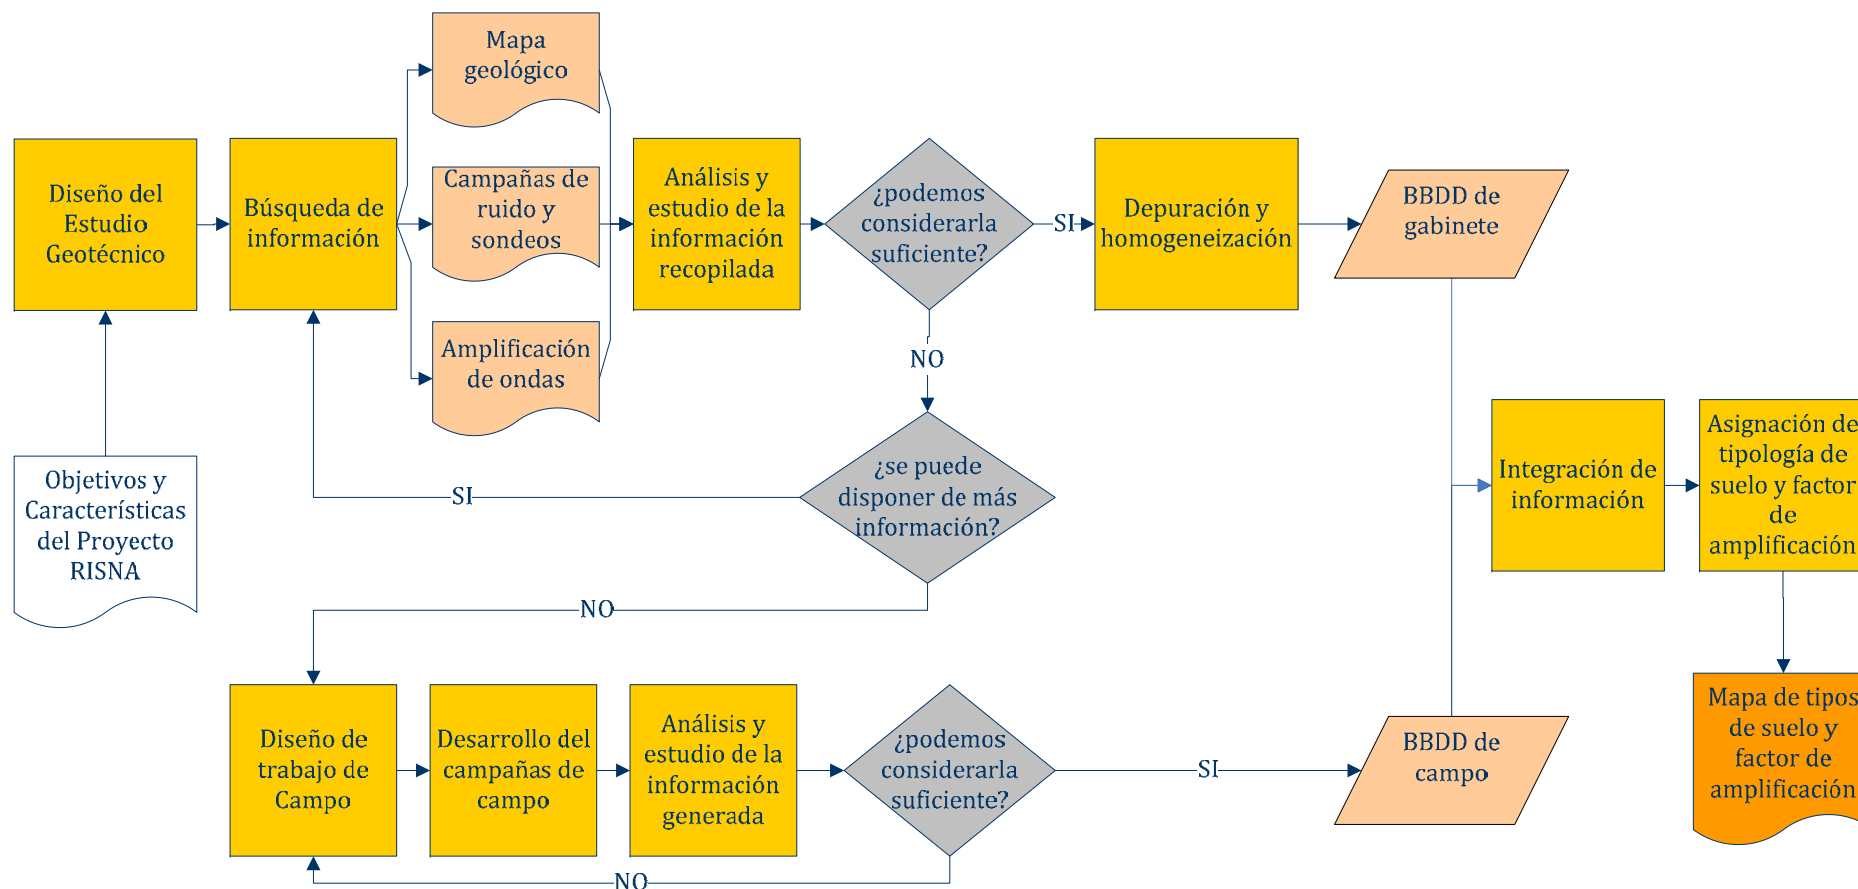 Mapa
geológico
Diseño del
Estudio
Geotécnico
Búsqueda de
información
Campañas de
ruido y
sondeos
Amplificación
de ondas
Análisis y
estudio de la
información
recopilada
¿podemos
considerarla
suficiente?
SI
Depuración y
homogeneización
BBDD de
gabinete
NO
¿se puede
disponer de más
información?
SI
NO
Objetivos y
Características
del Proyecto
RISNA
Integración de
información
Asignación de
tipología de
suelo y factor
de
amplificación
Diseño de
trabajo de
Campo
Desarrollo del
campañas de
campo
Análisis y
estudio de la
información
generada
¿podemos
considerarla
suficiente?
SI
NO
BBDD de
campo
Mapa de tipos
de suelo y
factor de
amplificación